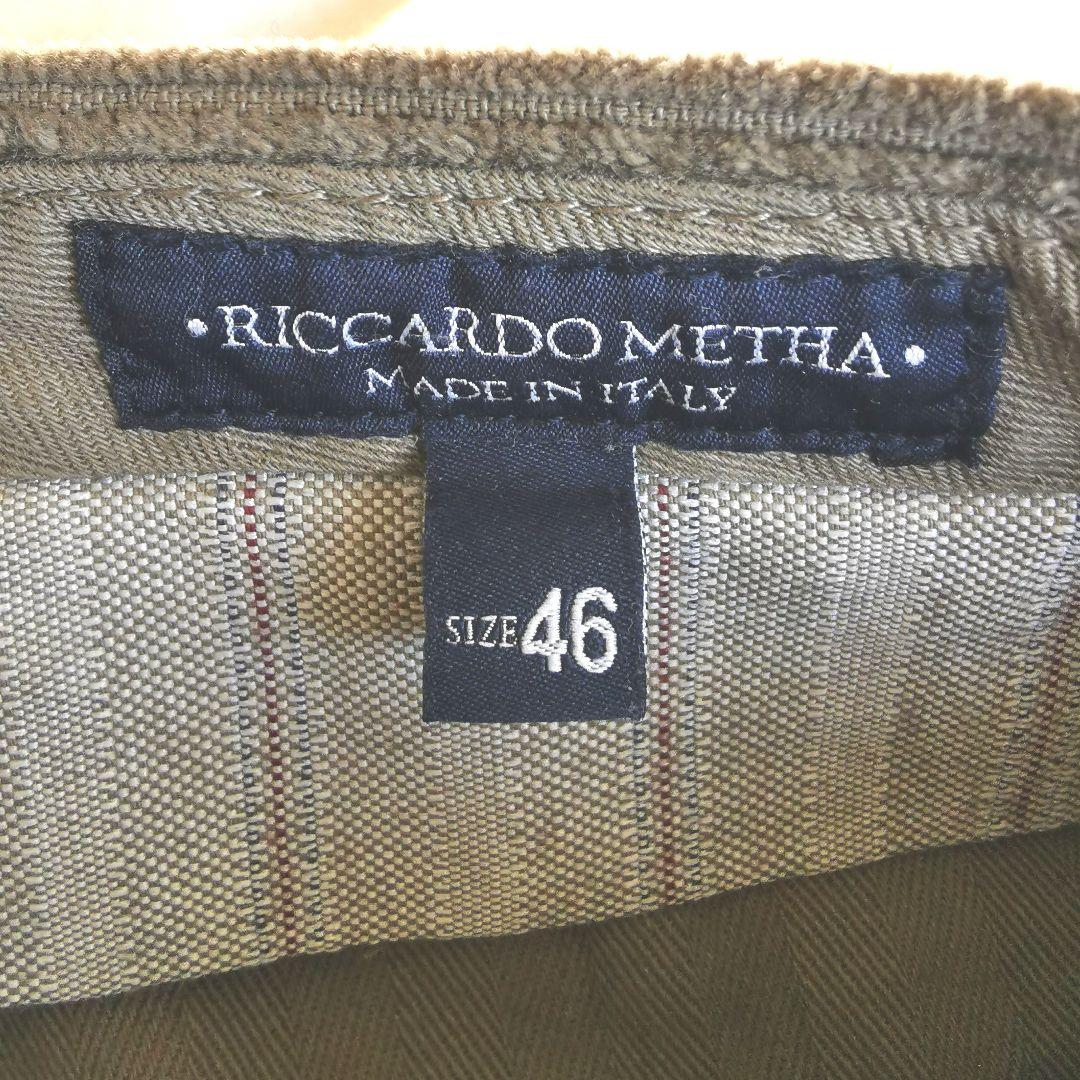 • RICCARDO METHA •
MADE IN ITALY
SIZE 46